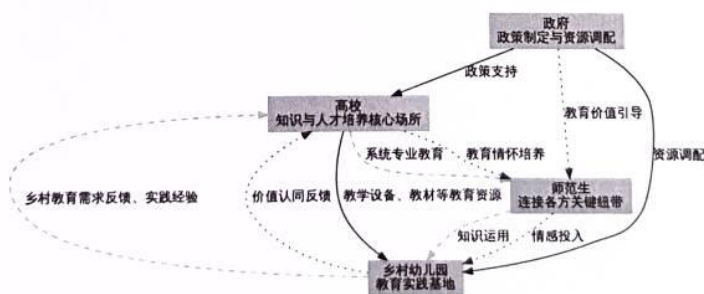 政府
政策制定与资源调配
政策支持
高校
知识与人才培养核心场所
教育价值引导
系统专业教育
教育情怀培养
资源调配
乡村教育需求反馈、实践经验
价值认同反馈
教学设备、教材等教育资源
师范生
连接各方关键纽带
知识运用
情感投入
乡村幼儿园
教育实践基地